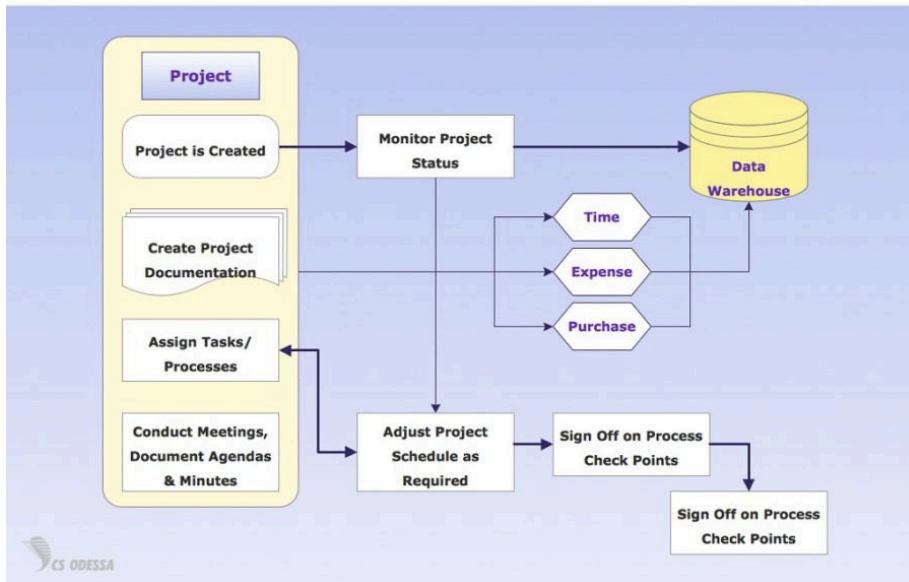 Project
Project is Created
Monitor Project
Status
Data
Warehouse
Create Project
Documentation
Time
Expense
Purchase
Assign Tasks/
Processes
Conduct Meetings,
Document Agendas
& Minutes
Adjust Project
Schedule as
Required
Sign Off on Process
Check Points
Sign Off on Process
Check Points
CS ODESSA